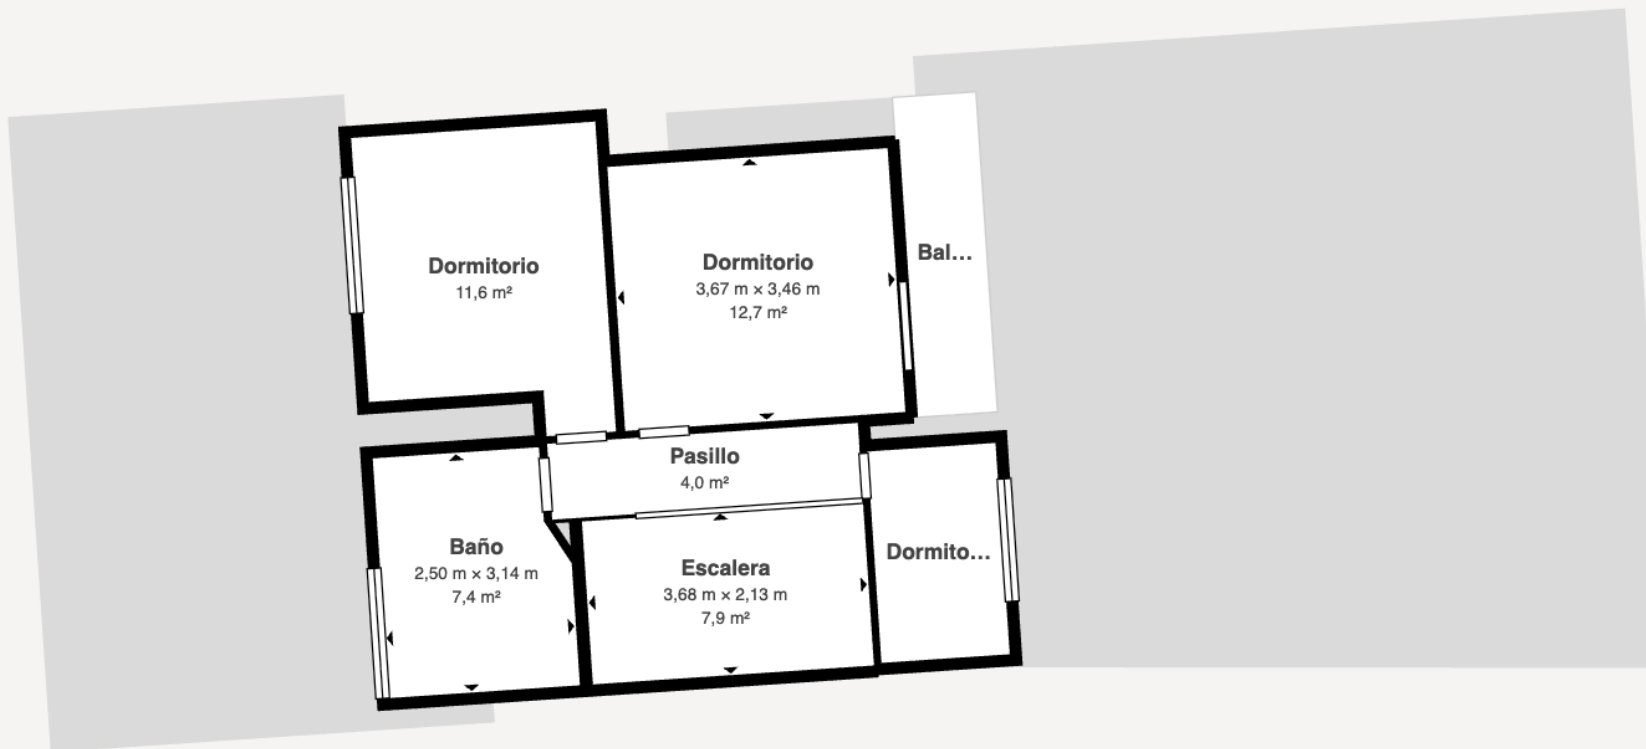 Dormitorio
11,6 m²
Dormitorio
3,67 m × 3,46 m
12,7 m²
Bal…
Pasillo
4,0 m²
Baño
2,50 m × 3,14 m
7,4 m²
Escalera
3,68 m × 2,13 m
7,9 m²
Dormito…